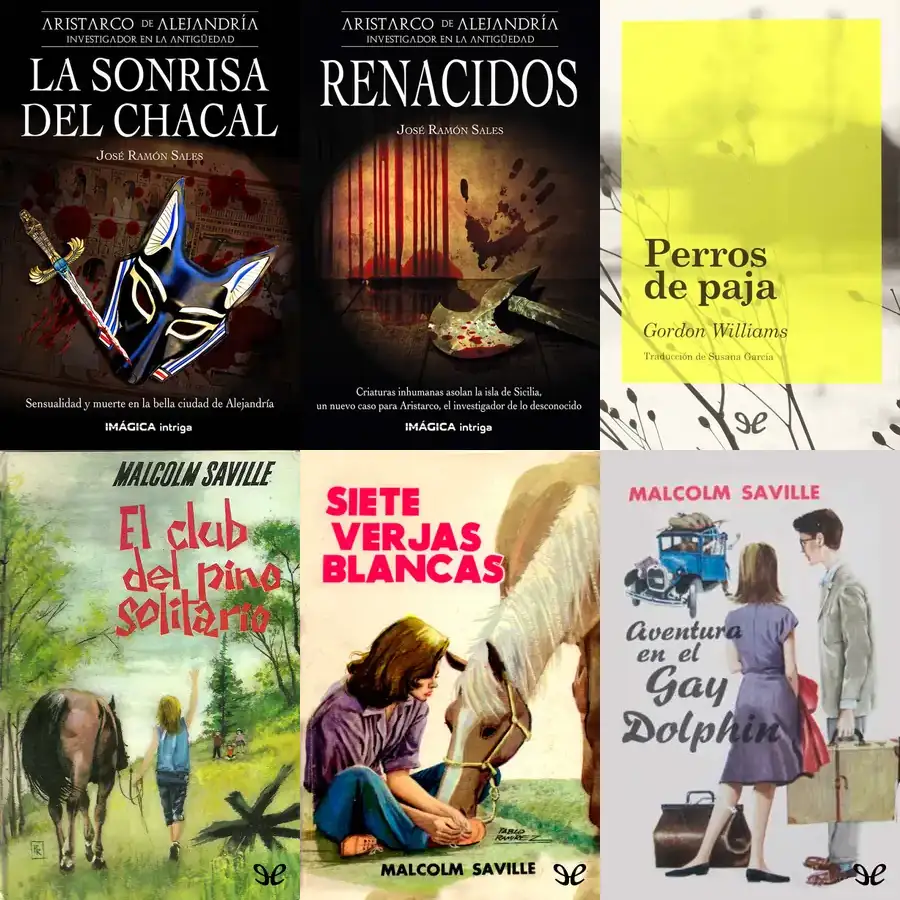 ARISTARCO DE ALEJANDRÍA
INVESTIGADOR EN LA ANTIGÜEDAD
LA SONRISA
DEL CHACAL
JOSÉ RAMÓN SALES
Sensualidad y muerte en la bella ciudad de Alejandría
IMÁGICA intriga
ARISTARCO DE ALEJANDRÍA
INVESTIGADOR EN LA ANTIGÜEDAD
RENACIDOS
JOSÉ RAMÓN SALES
Criaturas inhumanas asolan la isla de Sicilia,
un nuevo caso para Aristarco, el investigador de lo desconocido
IMÁGICA intriga
Perros
de paja
Gordon Williams
Traducción de Susana García
MALCOLM SAVILLE
El club
del pino
solitario
SIETE
VERJAS
BLANCAS
PABLO
RAMIREZ
MALCOLM SAVILLE
MALCOLM SAVILLE
Aventura
en el
Gay
Dolphin